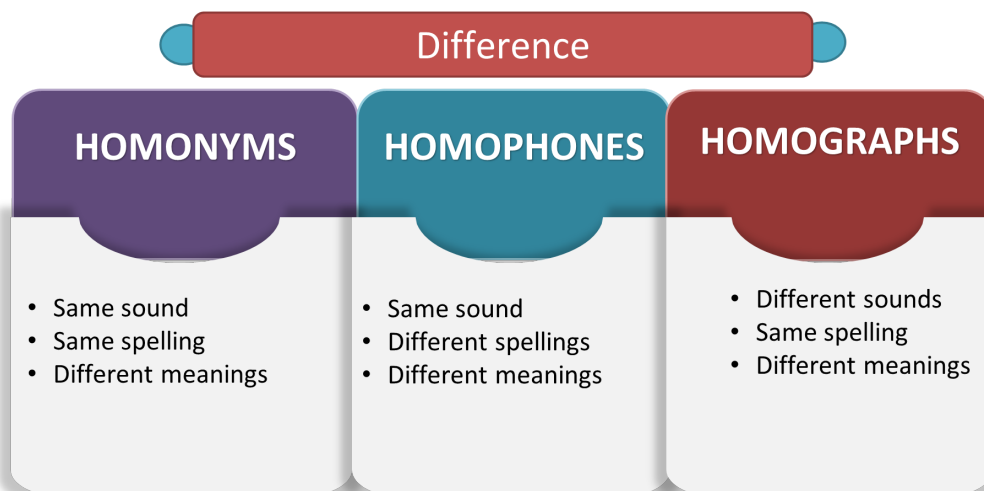 Difference
HOMONYMS
• Same sound
• Same spelling
• Different meanings
HOMOPHONES
• Same sound
• Different spellings
• Different meanings
HOMOGRAPHS
• Different sounds
• Same spelling
• Different meanings